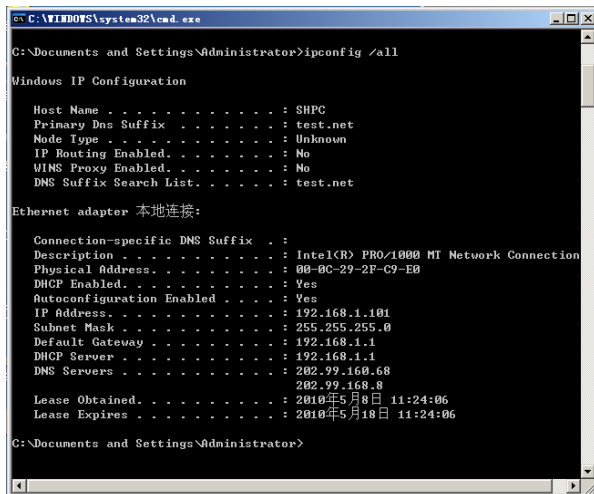 C:\WINDOWS\system32\cmd.exe
C:\Documents and Settings\Administrator>ipconfig /all
Windows IP Configuration
Host Name . . . . . . . . . . . . : SHPC
Primary Dns Suffix . . . . . . . : test.net
Node Type . . . . . . . . . . . . : Unknown
IP Routing Enabled. . . . . . . . : No
WINS Proxy Enabled. . . . . . . . : No
DNS Suffix Search List. . . . . . : test.net
Ethernet adapter 本地连接:
Connection-specific DNS Suffix . :
Description . . . . . . . . . . . : Intel(R) PRO/1000 MT Network Connection
Physical Address. . . . . . . . . : 00-0C-29-2F-C9-E0
DHCP Enabled. . . . . . . . . . . : Yes
Autoconfiguration Enabled . . . . : Yes
IP Address. . . . . . . . . . . . : 192.168.1.101
Subnet Mask . . . . . . . . . . . : 255.255.255.0
Default Gateway . . . . . . . . . : 192.168.1.1
DHCP Server . . . . . . . . . . . : 192.168.1.1
DNS Servers . . . . . . . . . . . : 202.99.160.68
202.99.168.8
Lease Obtained. . . . . . . . . . : 2010年5月8日 11:24:06
Lease Expires . . . . . . . . . . : 2010年5月18日 11:24:06
C:\Documents and Settings\Administrator>